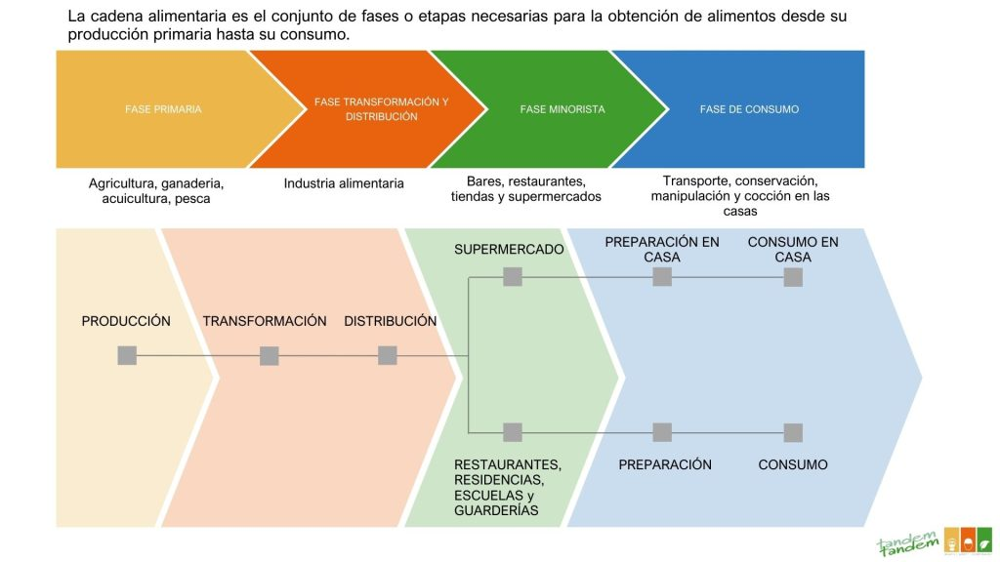 La cadena alimentaria es el conjunto de fases o etapas necesarias para la obtención de alimentos desde su
producción primaria hasta su consumo.
FASE PRIMARIA
FASE TRANSFORMACIÓN Y
DISTRIBUCIÓN
FASE MINORISTA
FASE DE CONSUMO
Agricultura, ganaderia,
acuicultura, pesca
Industria alimentaria
Bares, restaurantes,
tiendas y supermercados
Transporte, conservación,
manipulación y cocción en las
casas
PRODUCCIÓN
TRANSFORMACIÓN
DISTRIBUCIÓN
SUPERMERCADO
PREPARACIÓN EN
CASA
CONSUMO EN
CASA
RESTAURANTES,
RESIDENCIAS,
ESCUELAS y
GUARDERÍAS
PREPARACIÓN
CONSUMO
tandem
tandem